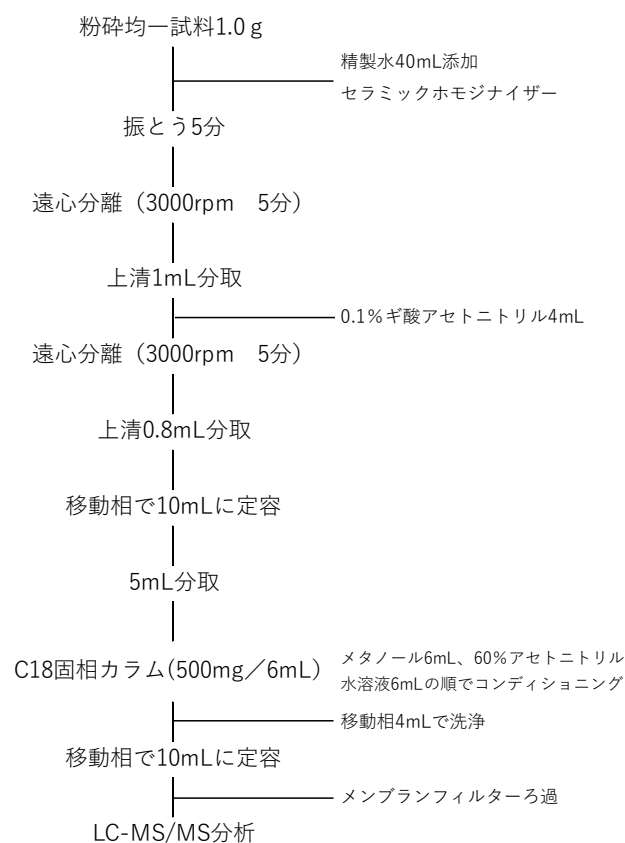 粉砕均一試料1.0ｇ
精製水40mL添加
セラミックホモジナイザー
振とう5分
遠心分離（3000rpm　5分）
上清1mL分取
0.1％ギ酸アセトニトリル4mL
遠心分離（3000rpm　5分）
上清0.8mL分取
移動相で10mLに定容
5mL分取
C18固相カラム(500mg／6mL)
メタノール6mL、60％アセトニトリル
水溶液6mLの順でコンディショニング
移動相4mLで洗浄
移動相で10mLに定容
メンブランフィルターろ過
LC-MS/MS分析